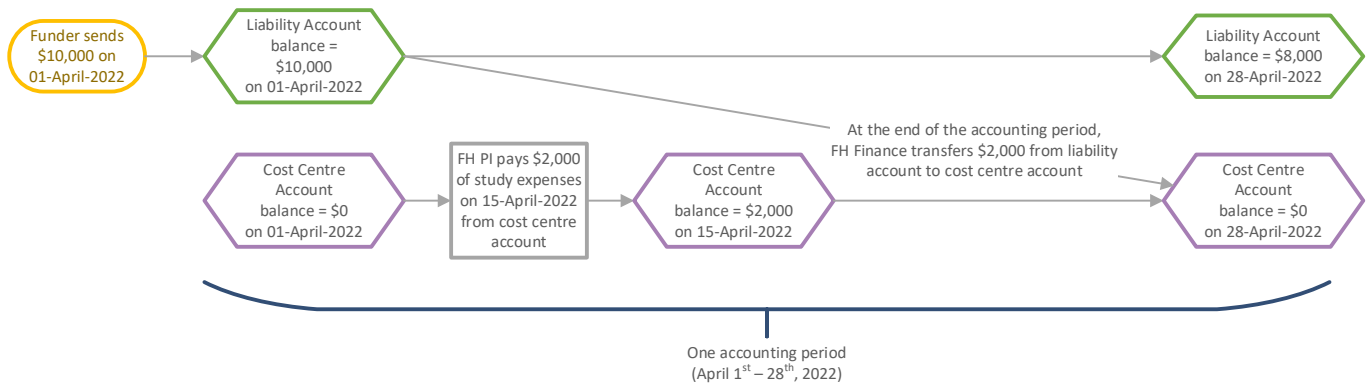 Funder sends
$10,000 on
01-April-2022
Liability Account
balance =
$10,000
on 01-April-2022
Liability Account
balance = $8,000
on 28-April-2022
At the end of the accounting period,
FH Finance transfers $2,000 from liability
account to cost centre account
Cost Centre
Account
balance = $0
on 01-April-2022
FH PI pays $2,000
of study expenses
on 15-April-2022
from cost centre
account
Cost Centre
Account
balance = $2,000
on 15-April-2022
Cost Centre
Account
balance = $0
on 28-April-2022
One accounting period
(April 1st – 28th, 2022)